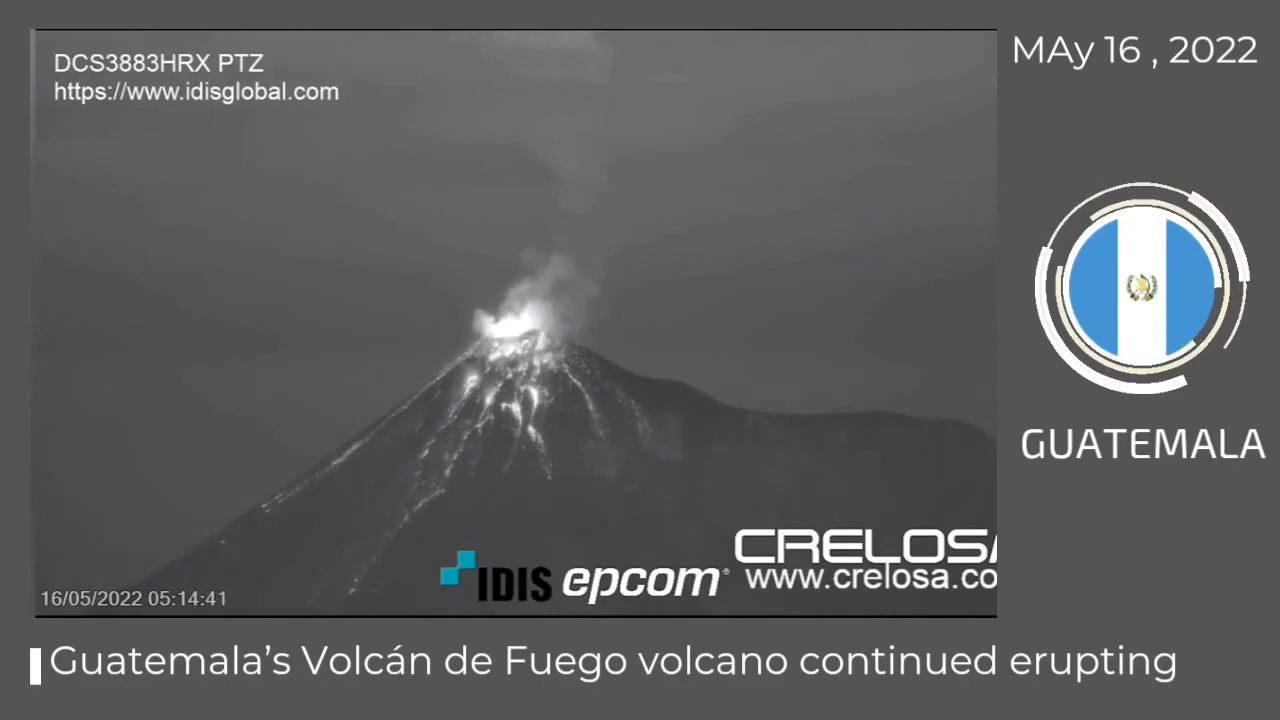 DCS3883HRX PTZ
https://www.idisglobal.com
MAy 16 , 2022
GUATEMALA
CRELOSA
IDIS epcom®
www.crelosa.co
16/05/2022 05:14:41
Guatemala’s Volcán de Fuego volcano continued erupting